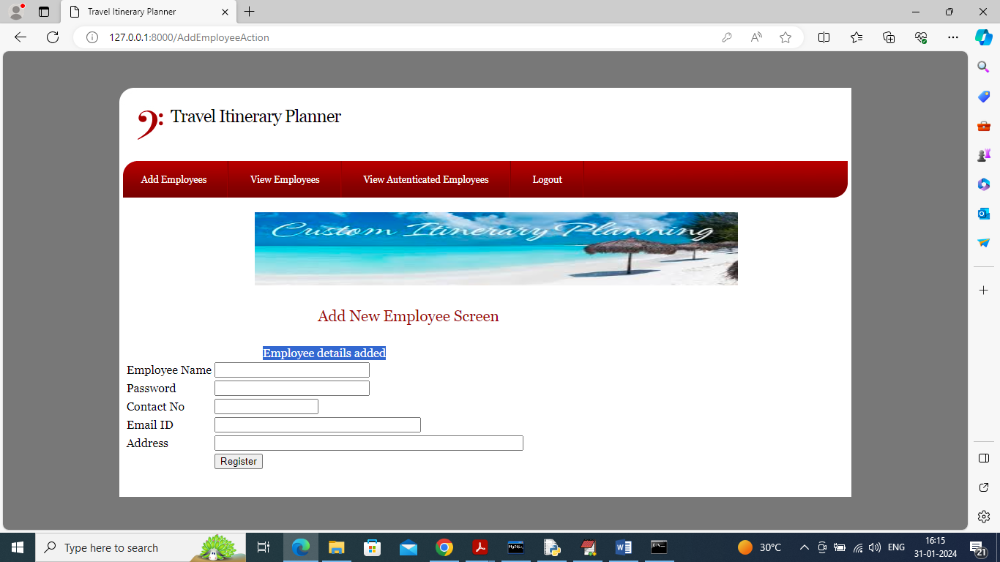 Travel Itinerary Planner
127.0.0.1:8000/AddEmployeeAction
Travel Itinerary Planner
Add Employees View Employees View Autenticated Employees Logout
Custom Itinerary Planning
Add New Employee Screen
Employee details added
Employee Name
Password
Contact No
Email ID
Address
Register
Type here to search
30°C
ENG
16:15
31-01-2024
21